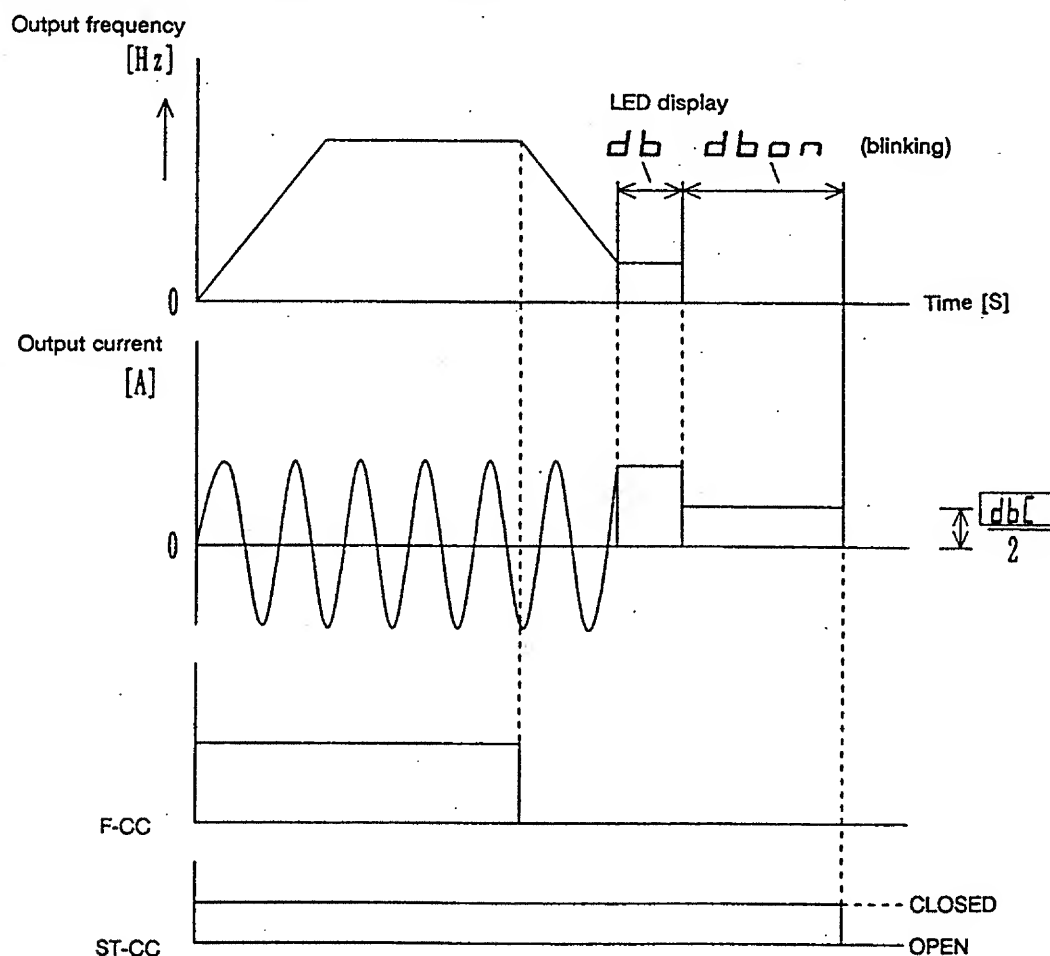 Output frequency
[Hz]
LED display
db dbon (blinking)
0
Time [S]
Output current
[A]
0
dbC
2
F-CC
CLOSED
ST-CC
OPEN